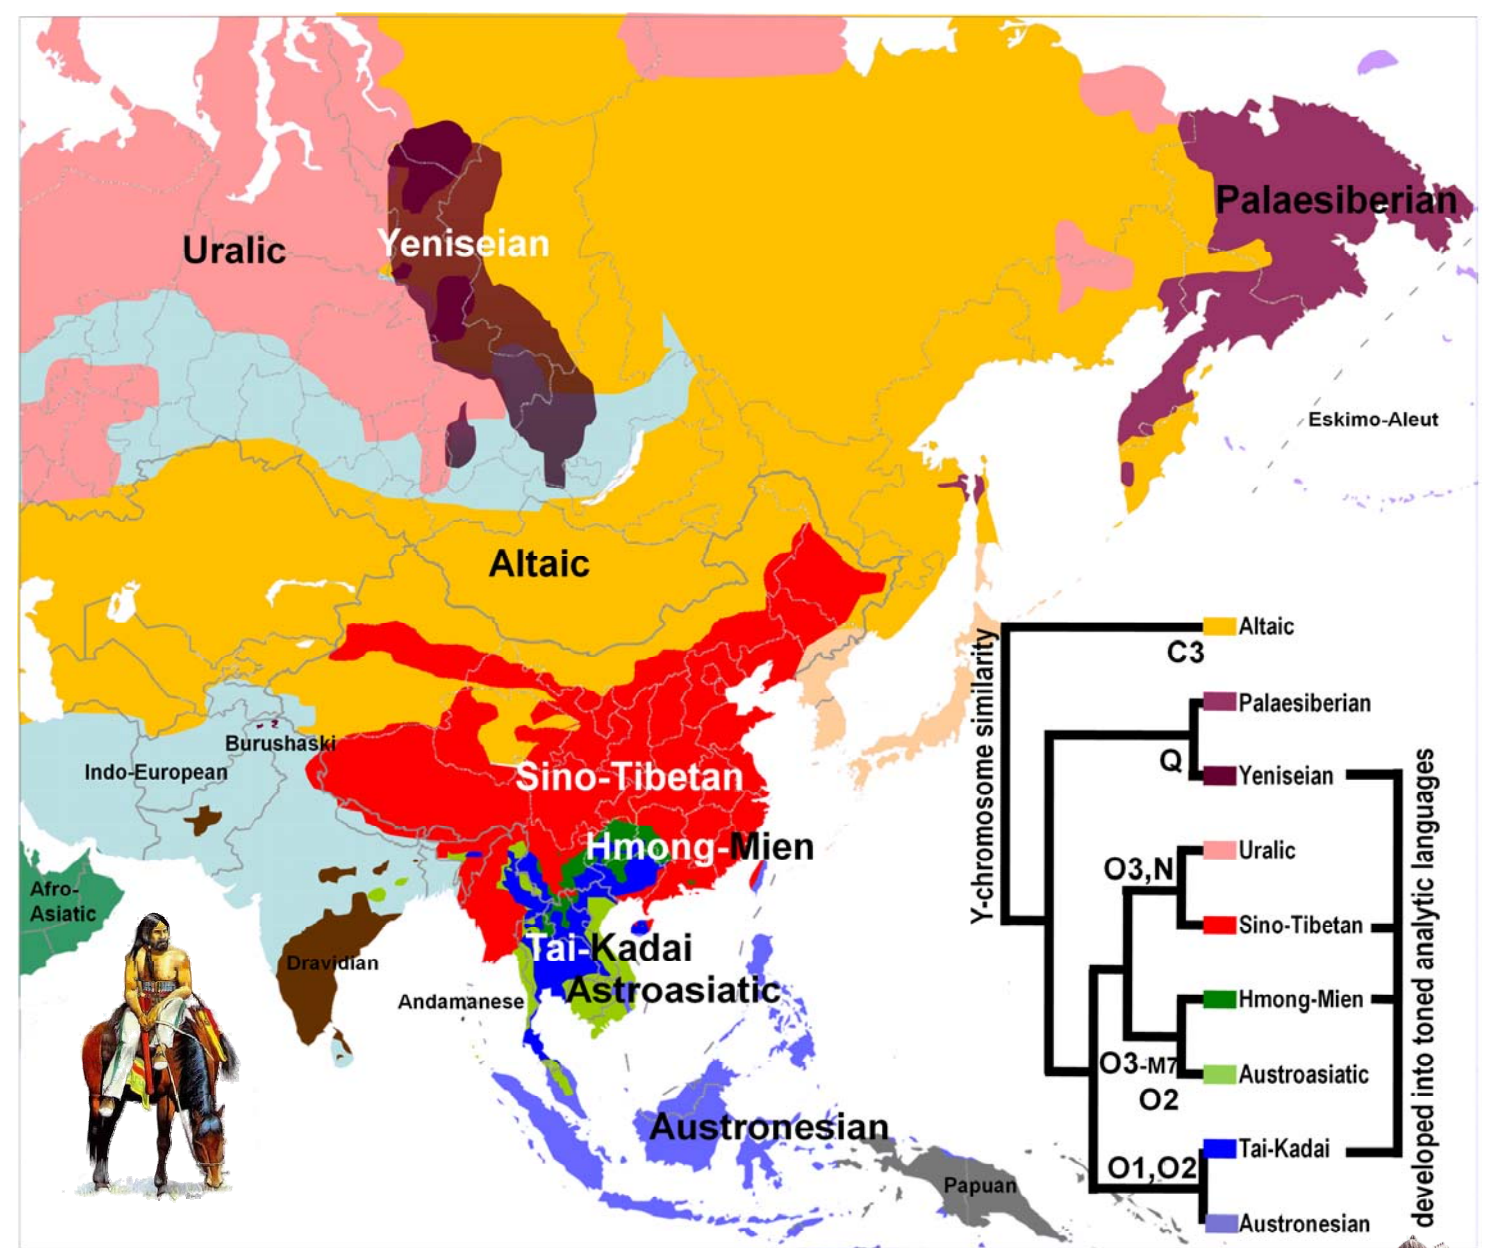 Palaesiberian
Uralic
Yeniseian
Eskimo-Aleut
Altaic
Burushaski
Indo-European
Sino-Tibetan
Hmong-Mien
Afro-
Asiatic
Tai-Kadai
Dravidian
Astroasiatic
Andamanese
Austronesian
Papuan
Y-chromosome similarity
Altaic
C3
Palaesiberian
Q
Yeniseian
Uralic
O3,N
Sino-Tibetan
Hmong-Mien
O3-M7
Austroasiatic
O2
Tai-Kadai
O1,O2
Austronesian
developed into toned analytic languages